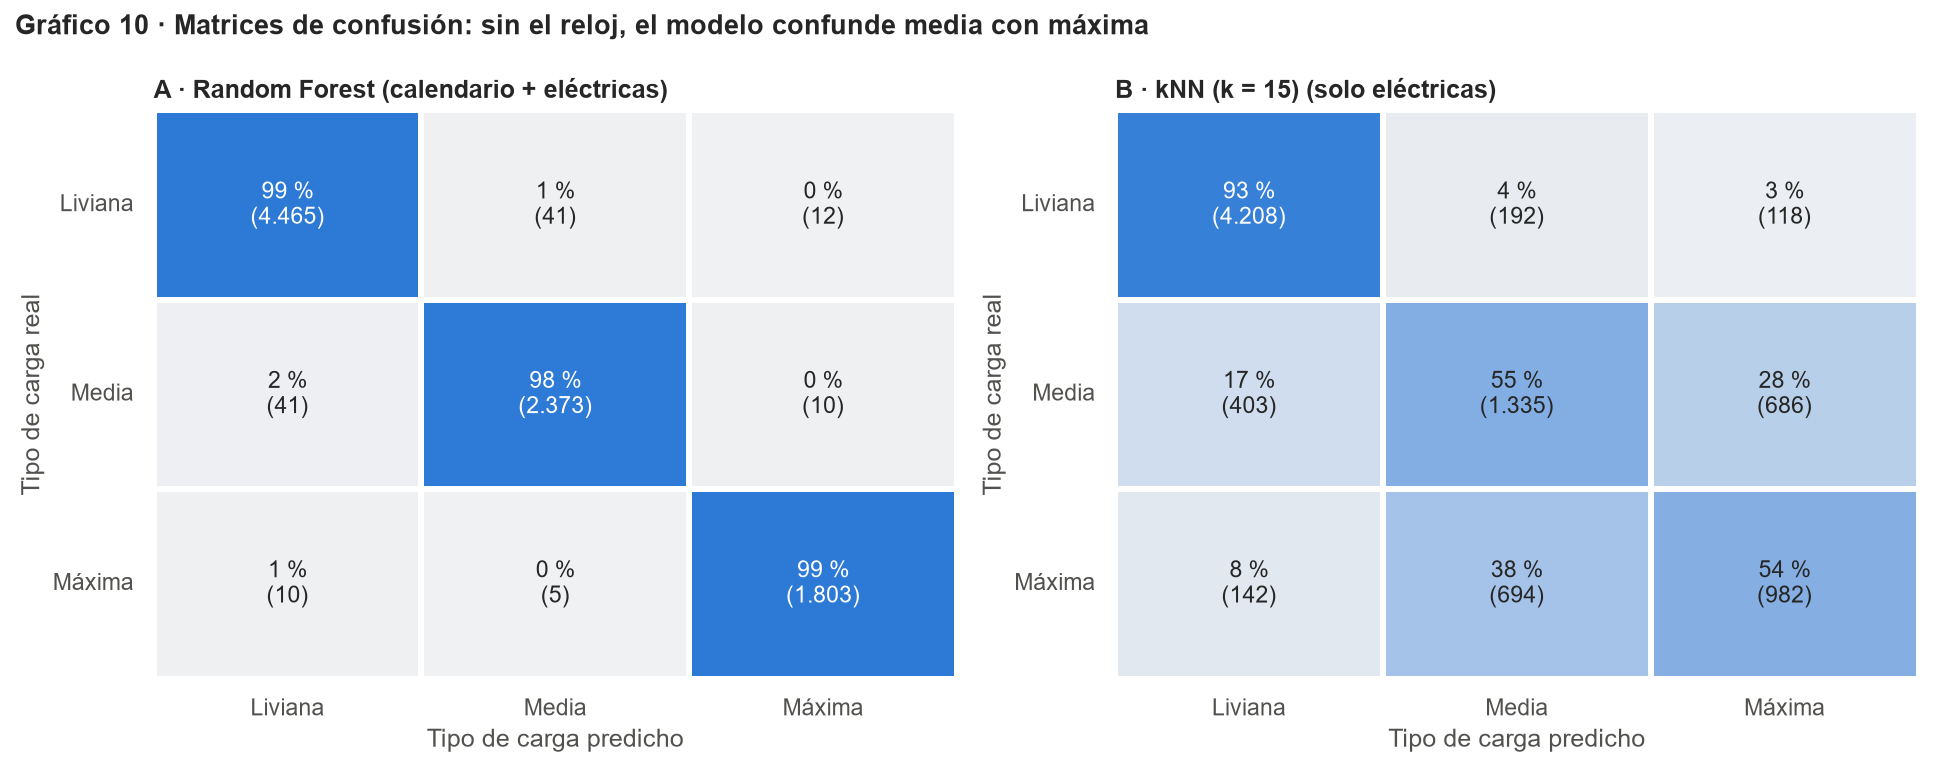 Gráfico 10 · Matrices de confusión: sin el reloj, el modelo confunde media con máxima
A · Random Forest (calendario + eléctricas)
Tipo de carga real
Liviana
99 %
(4.465)
1 %
(41)
0 %
(12)
Media
2 %
(41)
98 %
(2.373)
0 %
(10)
Máxima
1 %
(10)
0 %
(5)
99 %
(1.803)
Liviana
Media
Máxima
Tipo de carga predicho
B · kNN (k = 15) (solo eléctricas)
Tipo de carga real
Liviana
93 %
(4.208)
4 %
(192)
3 %
(118)
Media
17 %
(403)
55 %
(1.335)
28 %
(686)
Máxima
8 %
(142)
38 %
(694)
54 %
(982)
Liviana
Media
Máxima
Tipo de carga predicho